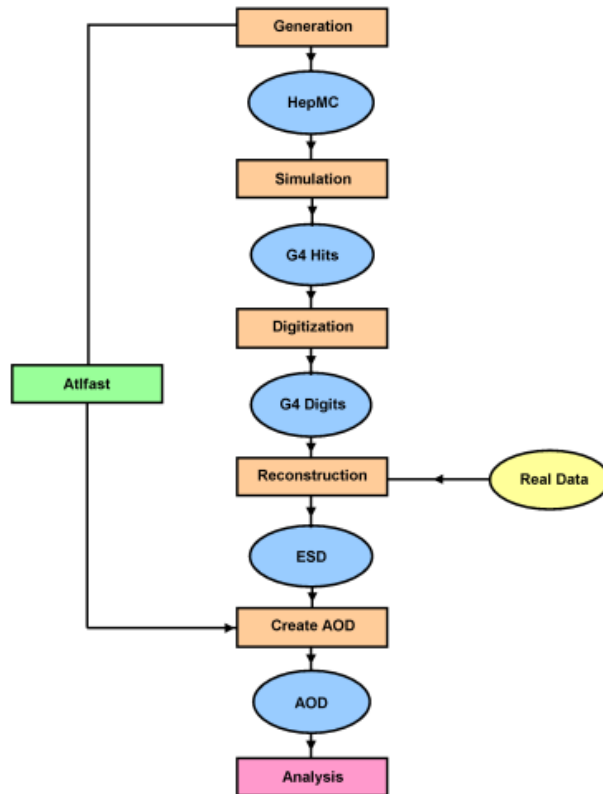 Generation
HepMC
Simulation
G4 Hits
Digitization
Atlfast
G4 Digits
Reconstruction
Real Data
ESD
Create AOD
AOD
Analysis